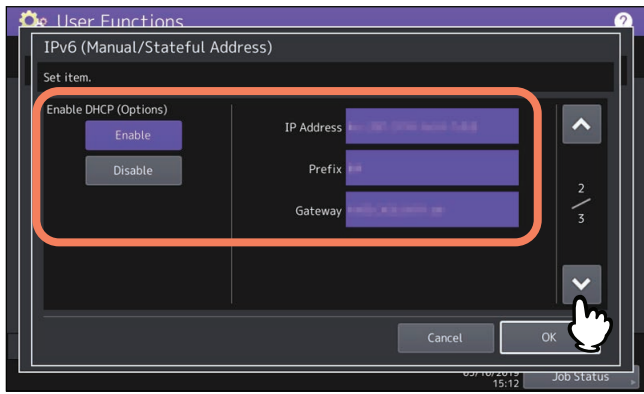 User Functions
?
IPv6 (Manual/Stateful Address)
Set item.
Enable DHCP (Options)
Enable
Disable
IP Address
Prefix
Gateway
2
3
Cancel
OK
15:12
Job Status